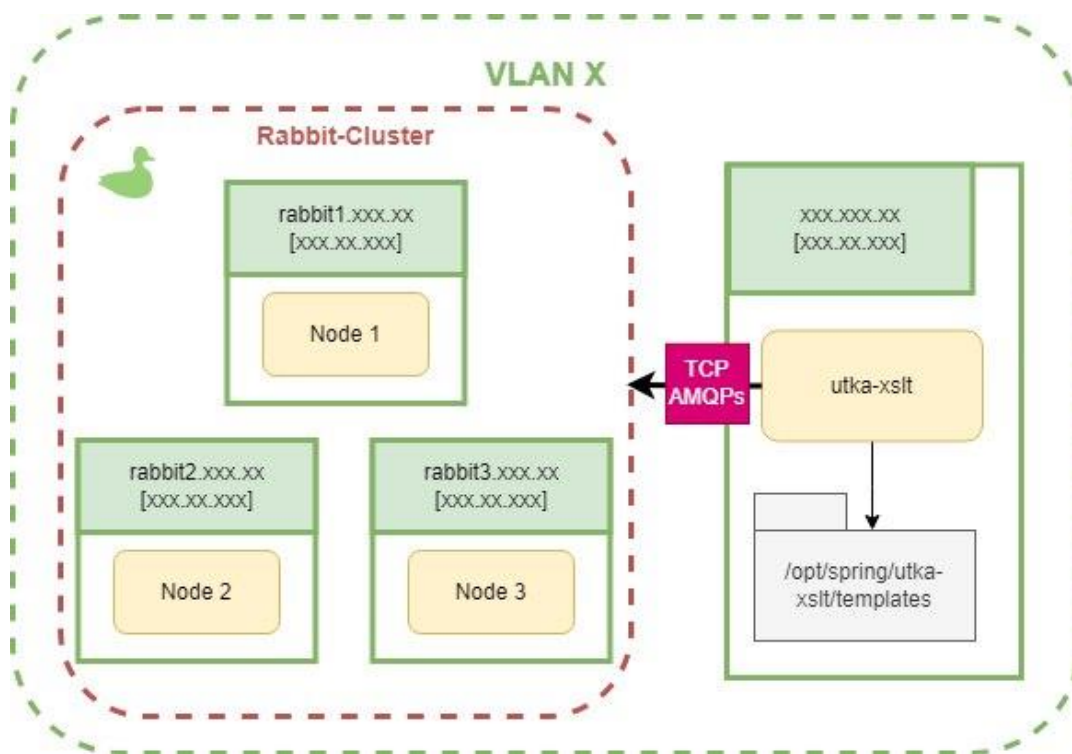 VLAN X
Rabbit-Cluster
rabbit1.xxx.xx
[xxx.xx.xxx]
Node 1
rabbit2.xxx.xx
[xxx.xx.xxx]
Node 2
rabbit3.xxx.xx
[xxx.xx.xxx]
Node 3
TCP
AMQPs
xxx.xxx.xx
[xxx.xx.xxx]
utka-xslt
/opt/spring/utka-
xslt/templates